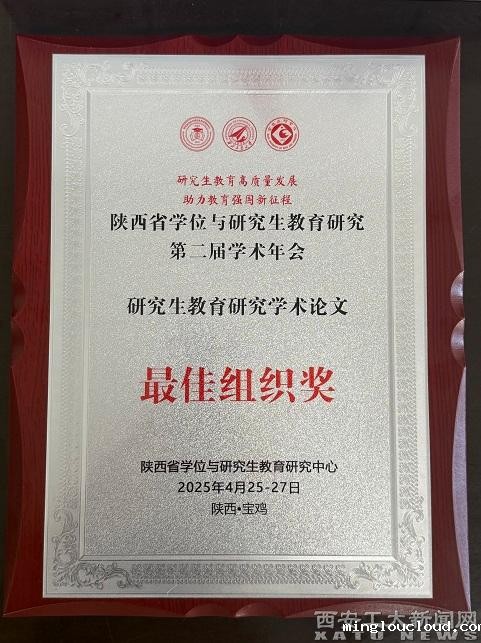 研究生教育高质量发展
助力教育强国新征程
陕西省学位与研究生教育研究
第二届学术年会
研究生教育研究学术论文
最佳组织奖
陕西省学位与研究生教育研究中心
2025年4月25-27日
陕西•宝鸡
西安工大新闻网
XATU NEWS
mingloucloud.com